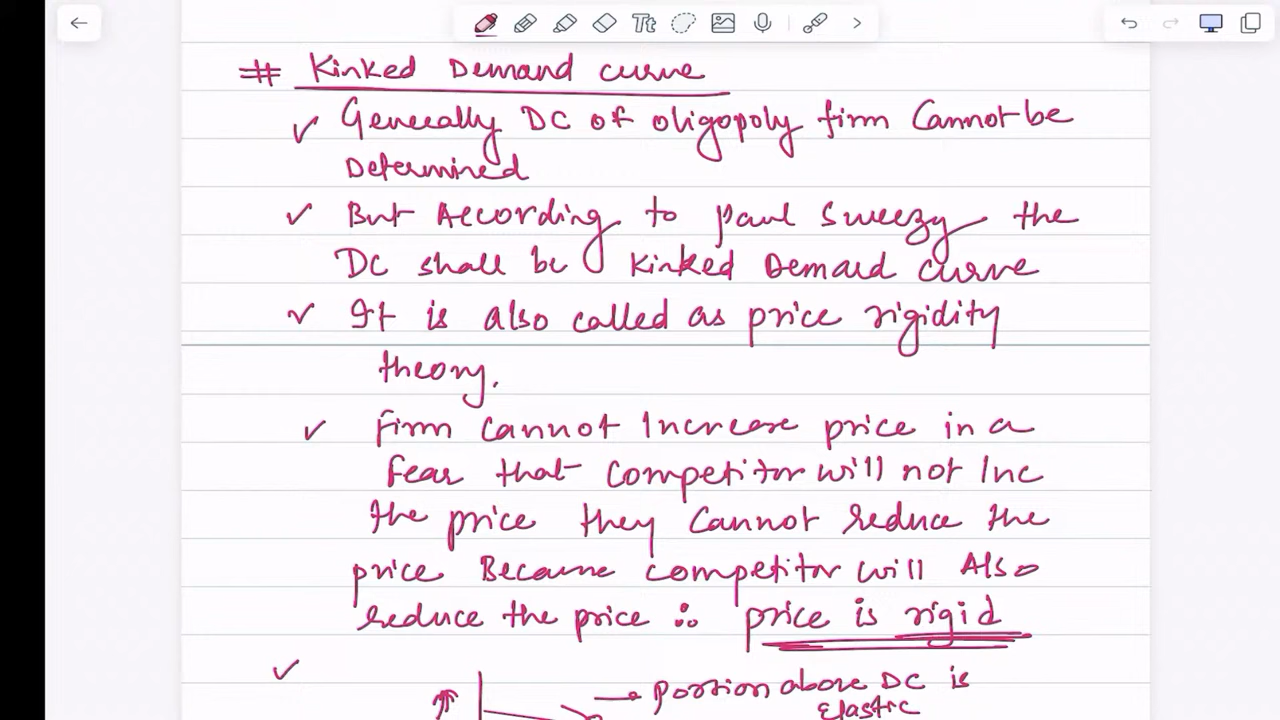 Tt
# Kinked Demand curve
✓ Generally DC of oligopoly firm Cannot be
Determined
✓ But According to paul Sweezy the
DC shall be Kinked Demand curve
✓ It is also called as price rigidity
theory.
✓ Firm cannot Increase price in a
fear that competitor will not Inc
the price they cannot reduce the
price Because competitor will Also
reduce the price ∴ price is rigid
✓
→ portion above DC is
Elastic